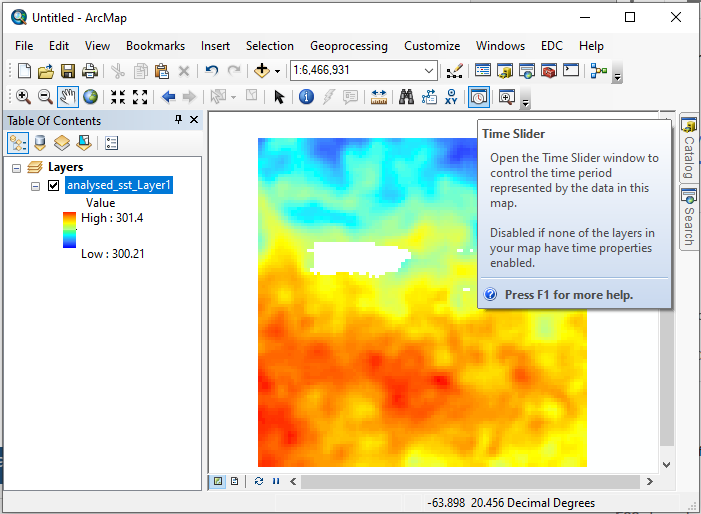 Untitled - ArcMap
File Edit View Bookmarks Insert Selection Geoprocessing Customize Windows EDC Help
1:6,466,931
XY
Table Of Contents
Layers
analysed_sst_Layer1
Value
High : 301.4
Low : 300.21
Time Slider
Open the Time Slider window to
control the time period
represented by the data in this
map.
Disabled if none of the layers in
your map have time properties
enabled.
Press F1 for more help.
Catalog
Search
-63.898 20.456 Decimal Degrees